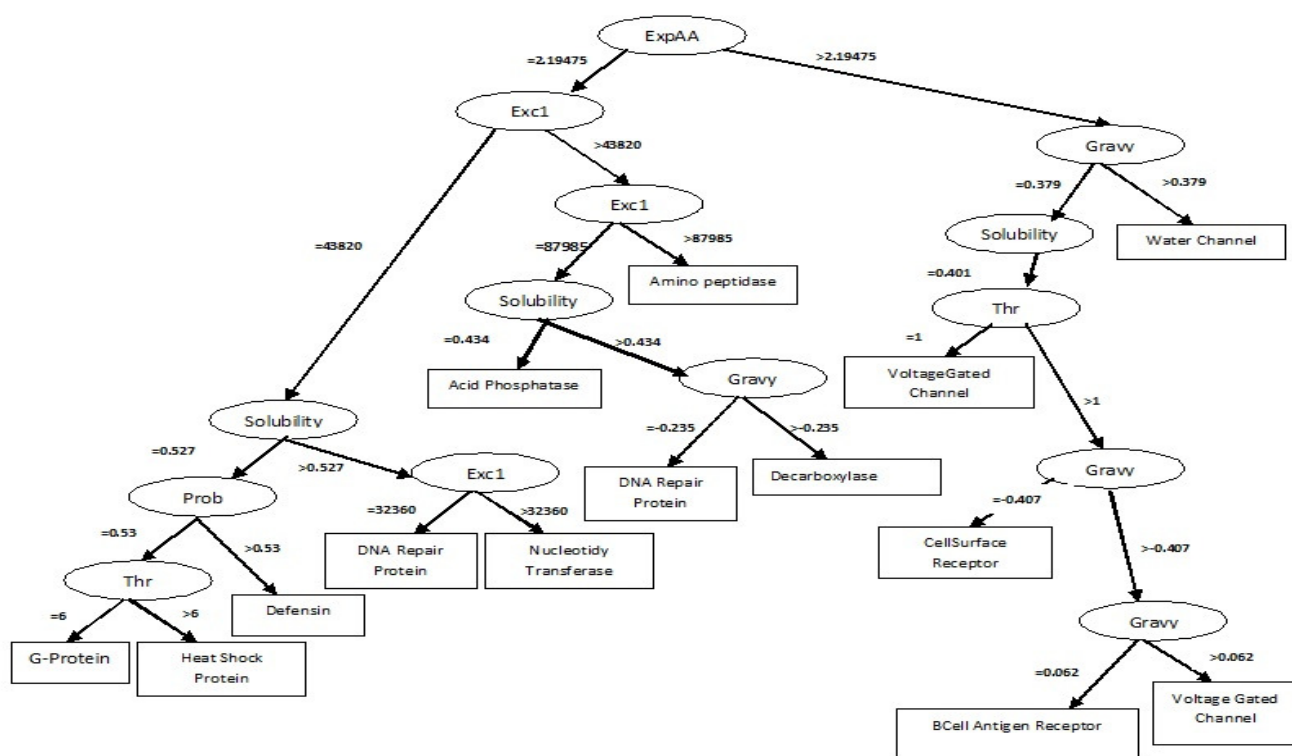 ExpAA
=2.19475
>2.19475
Exc1
Gravy
>43820
=0.379
>0.379
Exc1
Solubility
Water Channel
=43820
=87985
>87985
=0.401
Solubility
Amino peptidase
Thr
=0.434
>0.434
=1
Acid Phosphatase
Gravy
VoltageGated
Channel
>1
Solubility
=-0.235
>-0.235
=0.527
>0.527
Exc1
DNA Repair
Protein
Decarboxylase
Gravy
Prob
=32360
>32360
=-0.407
=0.53
>0.53
DNA Repair
Protein
Nucleotidy
Transferase
CellSurface
Receptor
>-0.407
Thr
Defensin
=6
>6
Gravy
G-Protein
Heat Shock
Protein
=0.062
>0.062
BCell Antigen Receptor
Voltage Gated
Channel